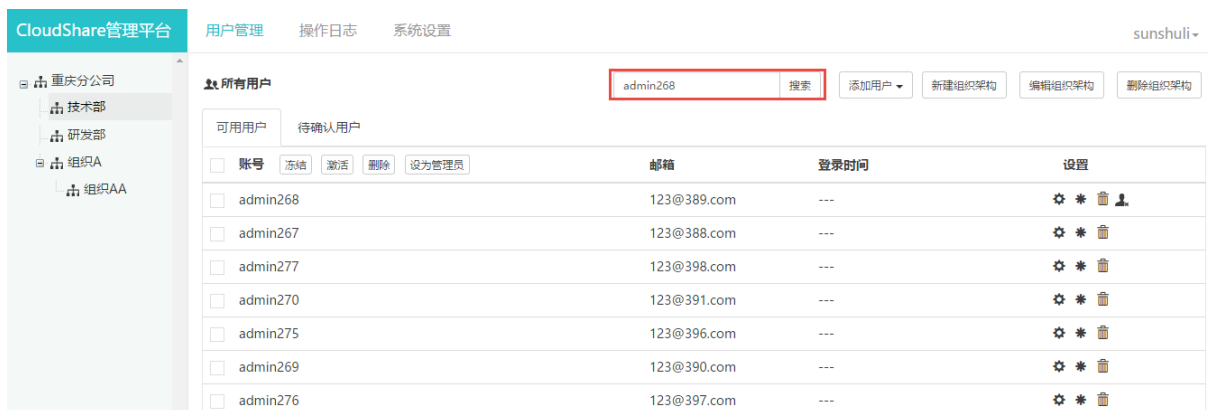 CloudShare管理平台 用户管理 操作日志 系统设置 sunshuli
重庆分公司
技术部
研发部
组织A
组织AA
所有用户 admin268 搜索 添加用户 新建组织架构 编辑组织架构 删除组织架构
可用用户 待确认用户
账号 冻结 激活 删除 设为管理员 邮箱 登录时间 设置
admin268 123@389.com ---
admin267 123@388.com ---
admin277 123@398.com ---
admin270 123@391.com ---
admin275 123@396.com ---
admin269 123@390.com ---
admin276 123@397.com ---